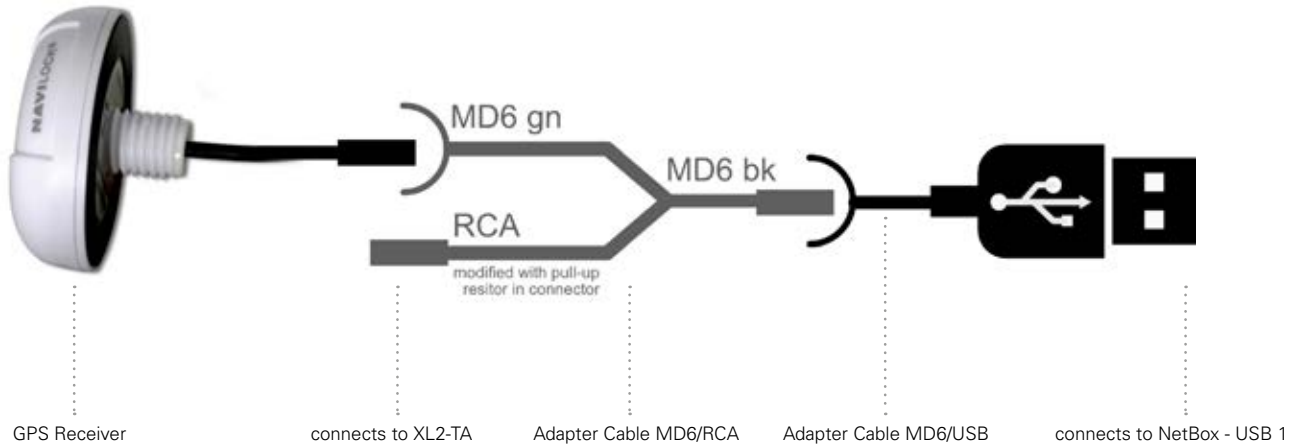 NAVILOCK
MD6 gn
MD6 bk
RCA
modified with pull-up
resitor in connector
GPS Receiver
connects to XL2-TA
Adapter Cable MD6/RCA
Adapter Cable MD6/USB
connects to NetBox - USB 1